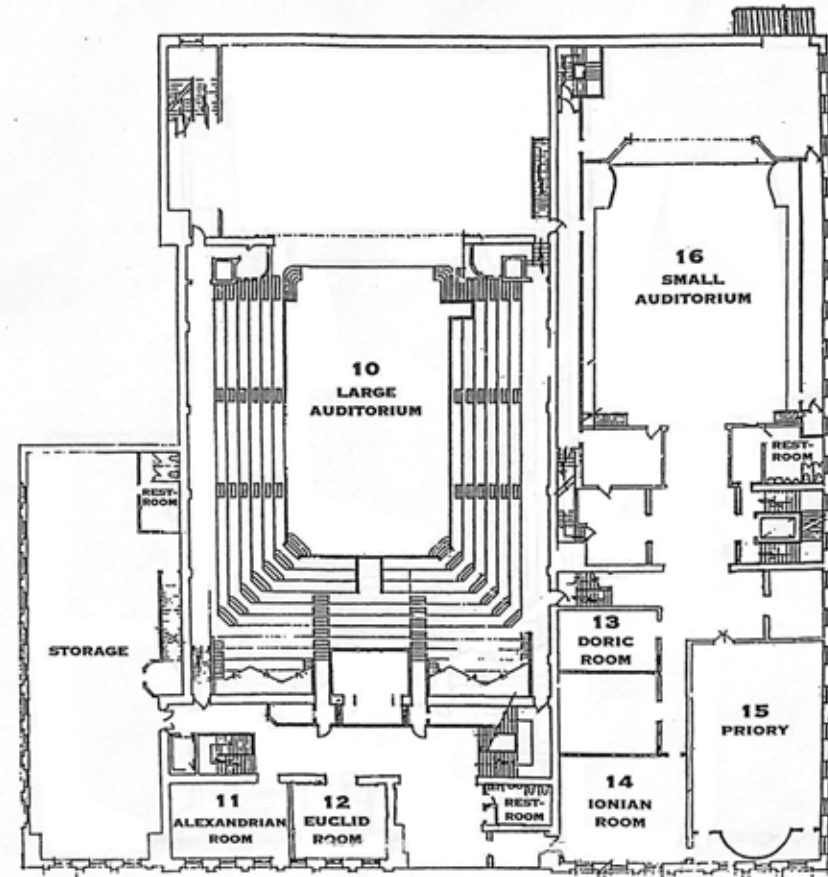 16
SMALL
AUDITORIUM
10
LARGE
AUDITORIUM
REST-
ROOM
REST-
ROOM
STORAGE
13
DORIC
ROOM
15
PRIORY
14
IONIAN
ROOM
11
ALEXANDRIAN
ROOM
12
EUCLID
ROOM
REST-
ROOM